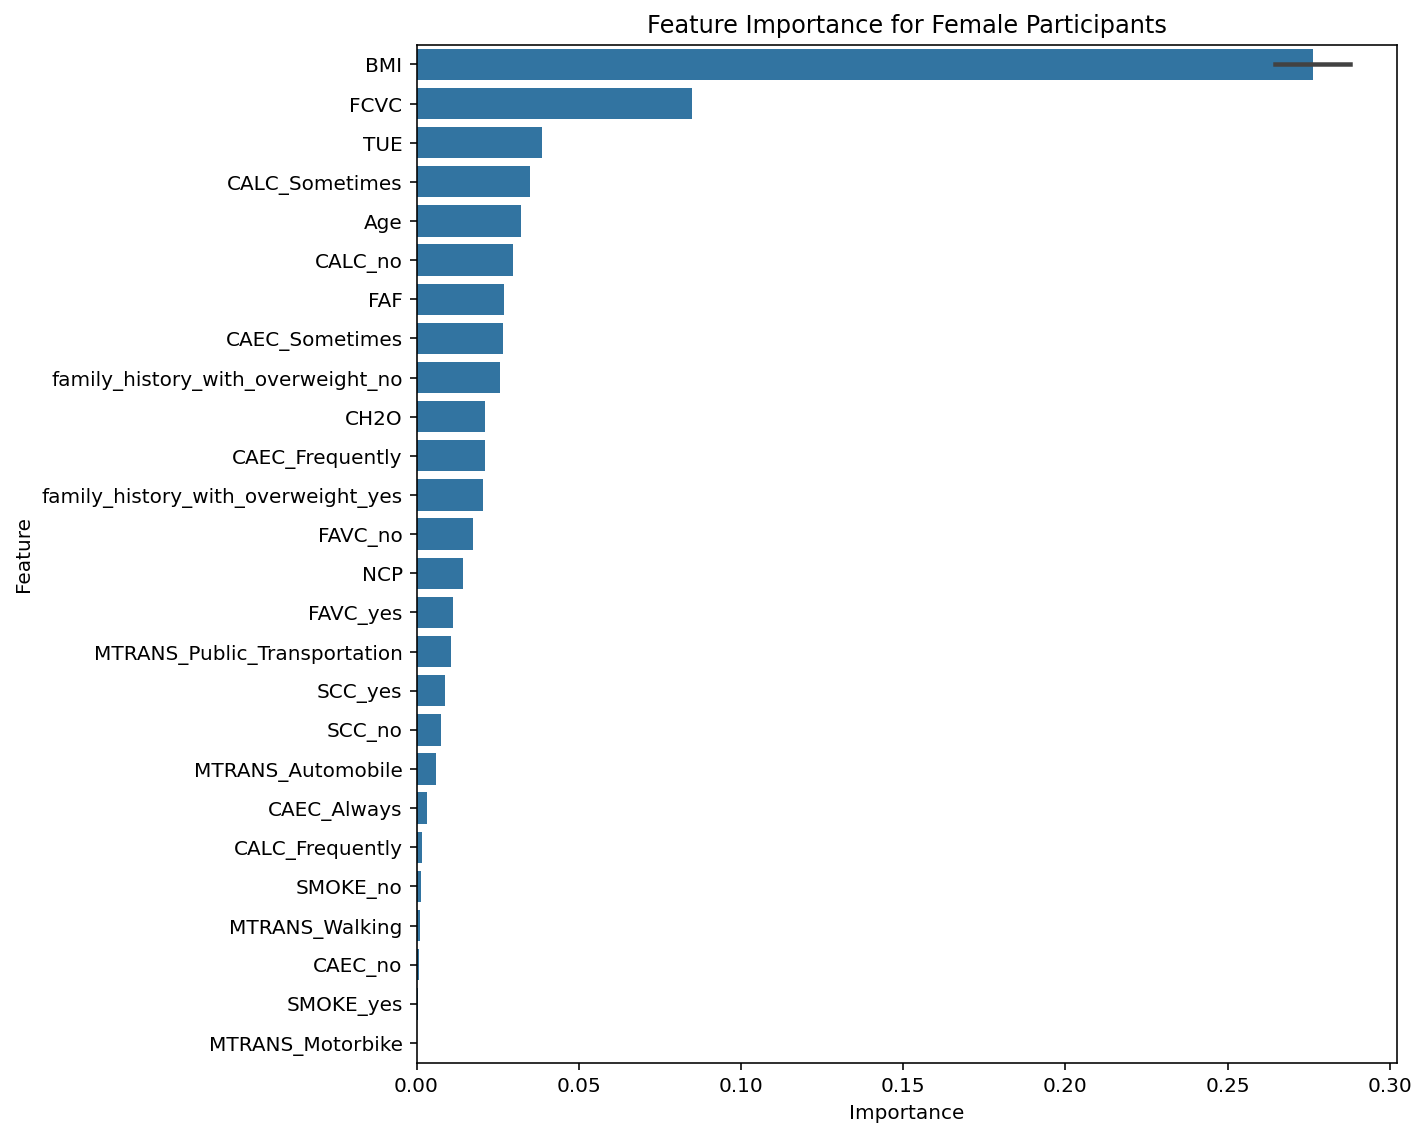 Feature Importance for Female Participants
BMI
FCVC
TUE
CALC_Sometimes
Age
CALC_no
FAF
CAEC_Sometimes
family_history_with_overweight_no
CH2O
CAEC_Frequently
family_history_with_overweight_yes
FAVC_no
NCP
FAVC_yes
MTRANS_Public_Transportation
SCC_yes
SCC_no
MTRANS_Automobile
CAEC_Always
CALC_Frequently
SMOKE_no
MTRANS_Walking
CAEC_no
SMOKE_yes
MTRANS_Motorbike
Feature
0.00 0.05 0.10 0.15 0.20 0.25 0.30
Importance